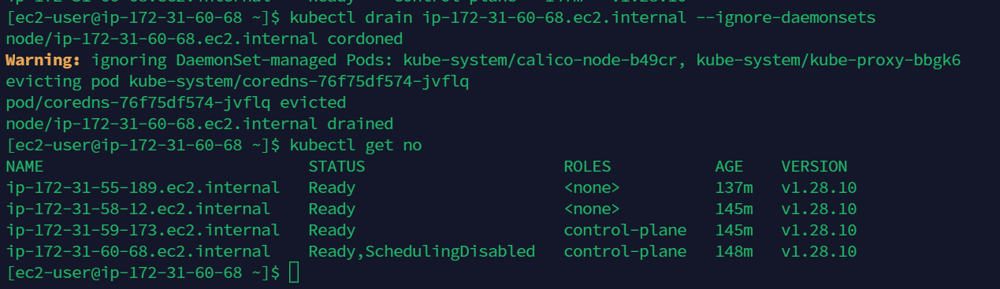 [ec2-user@ip-172-31-60-68 ~]$ kubectl drain ip-172-31-60-68.ec2.internal --ignore-daemonsets
node/ip-172-31-60-68.ec2.internal cordoned
Warning: ignoring DaemonSet-managed Pods: kube-system/calico-node-b49cr, kube-system/kube-proxy-bbgk6
evicting pod kube-system/coredns-76f75df574-jvflq
pod/coredns-76f75df574-jvflq evicted
node/ip-172-31-60-68.ec2.internal drained
[ec2-user@ip-172-31-60-68 ~]$ kubectl get no
NAME STATUS ROLES AGE VERSION
ip-172-31-55-189.ec2.internal Ready <none> 137m v1.28.10
ip-172-31-58-12.ec2.internal Ready <none> 145m v1.28.10
ip-172-31-59-173.ec2.internal Ready control-plane 145m v1.28.10
ip-172-31-60-68.ec2.internal Ready,SchedulingDisabled control-plane 148m v1.28.10
[ec2-user@ip-172-31-60-68 ~]$